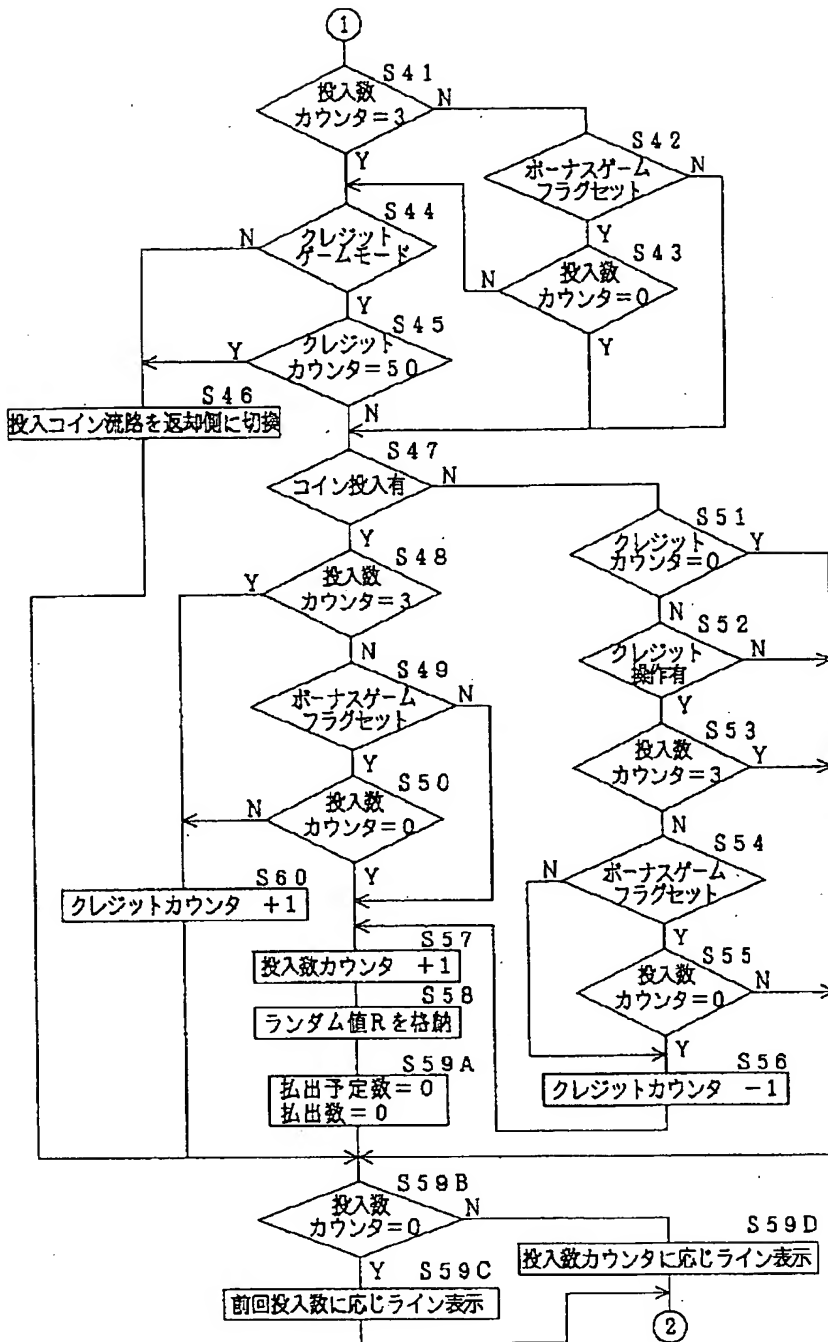 1
S41
投入数
カウンタ=3
N
Y
S42
ボーナスゲーム
フラグセット
N
Y
S43
投入数
カウンタ=0
N
Y
S44
クレジット
ゲームモード
N
Y
S45
クレジット
カウンタ=50
Y
N
S46
投入コイン流路を返却側に切換
S47
コイン投入有
N
Y
S48
投入数
カウンタ=3
Y
N
S49
ボーナスゲーム
フラグセット
N
Y
S50
投入数
カウンタ=0
N
Y
S51
クレジット
カウンタ=0
Y
N
S52
クレジット
操作有
N
Y
S53
投入数
カウンタ=3
Y
N
S54
ボーナスゲーム
フラグセット
N
Y
S55
投入数
カウンタ=0
N
Y
S56
クレジットカウンタ -1
S60
クレジットカウンタ +1
S57
投入数カウンタ +1
S58
ランダム値Rを格納
S59A
払出予定数=0
払出数=0
S59B
投入数
カウンタ=0
N
Y
S59C
前回投入数に応じライン表示
S59D
投入数カウンタに応じライン表示
2